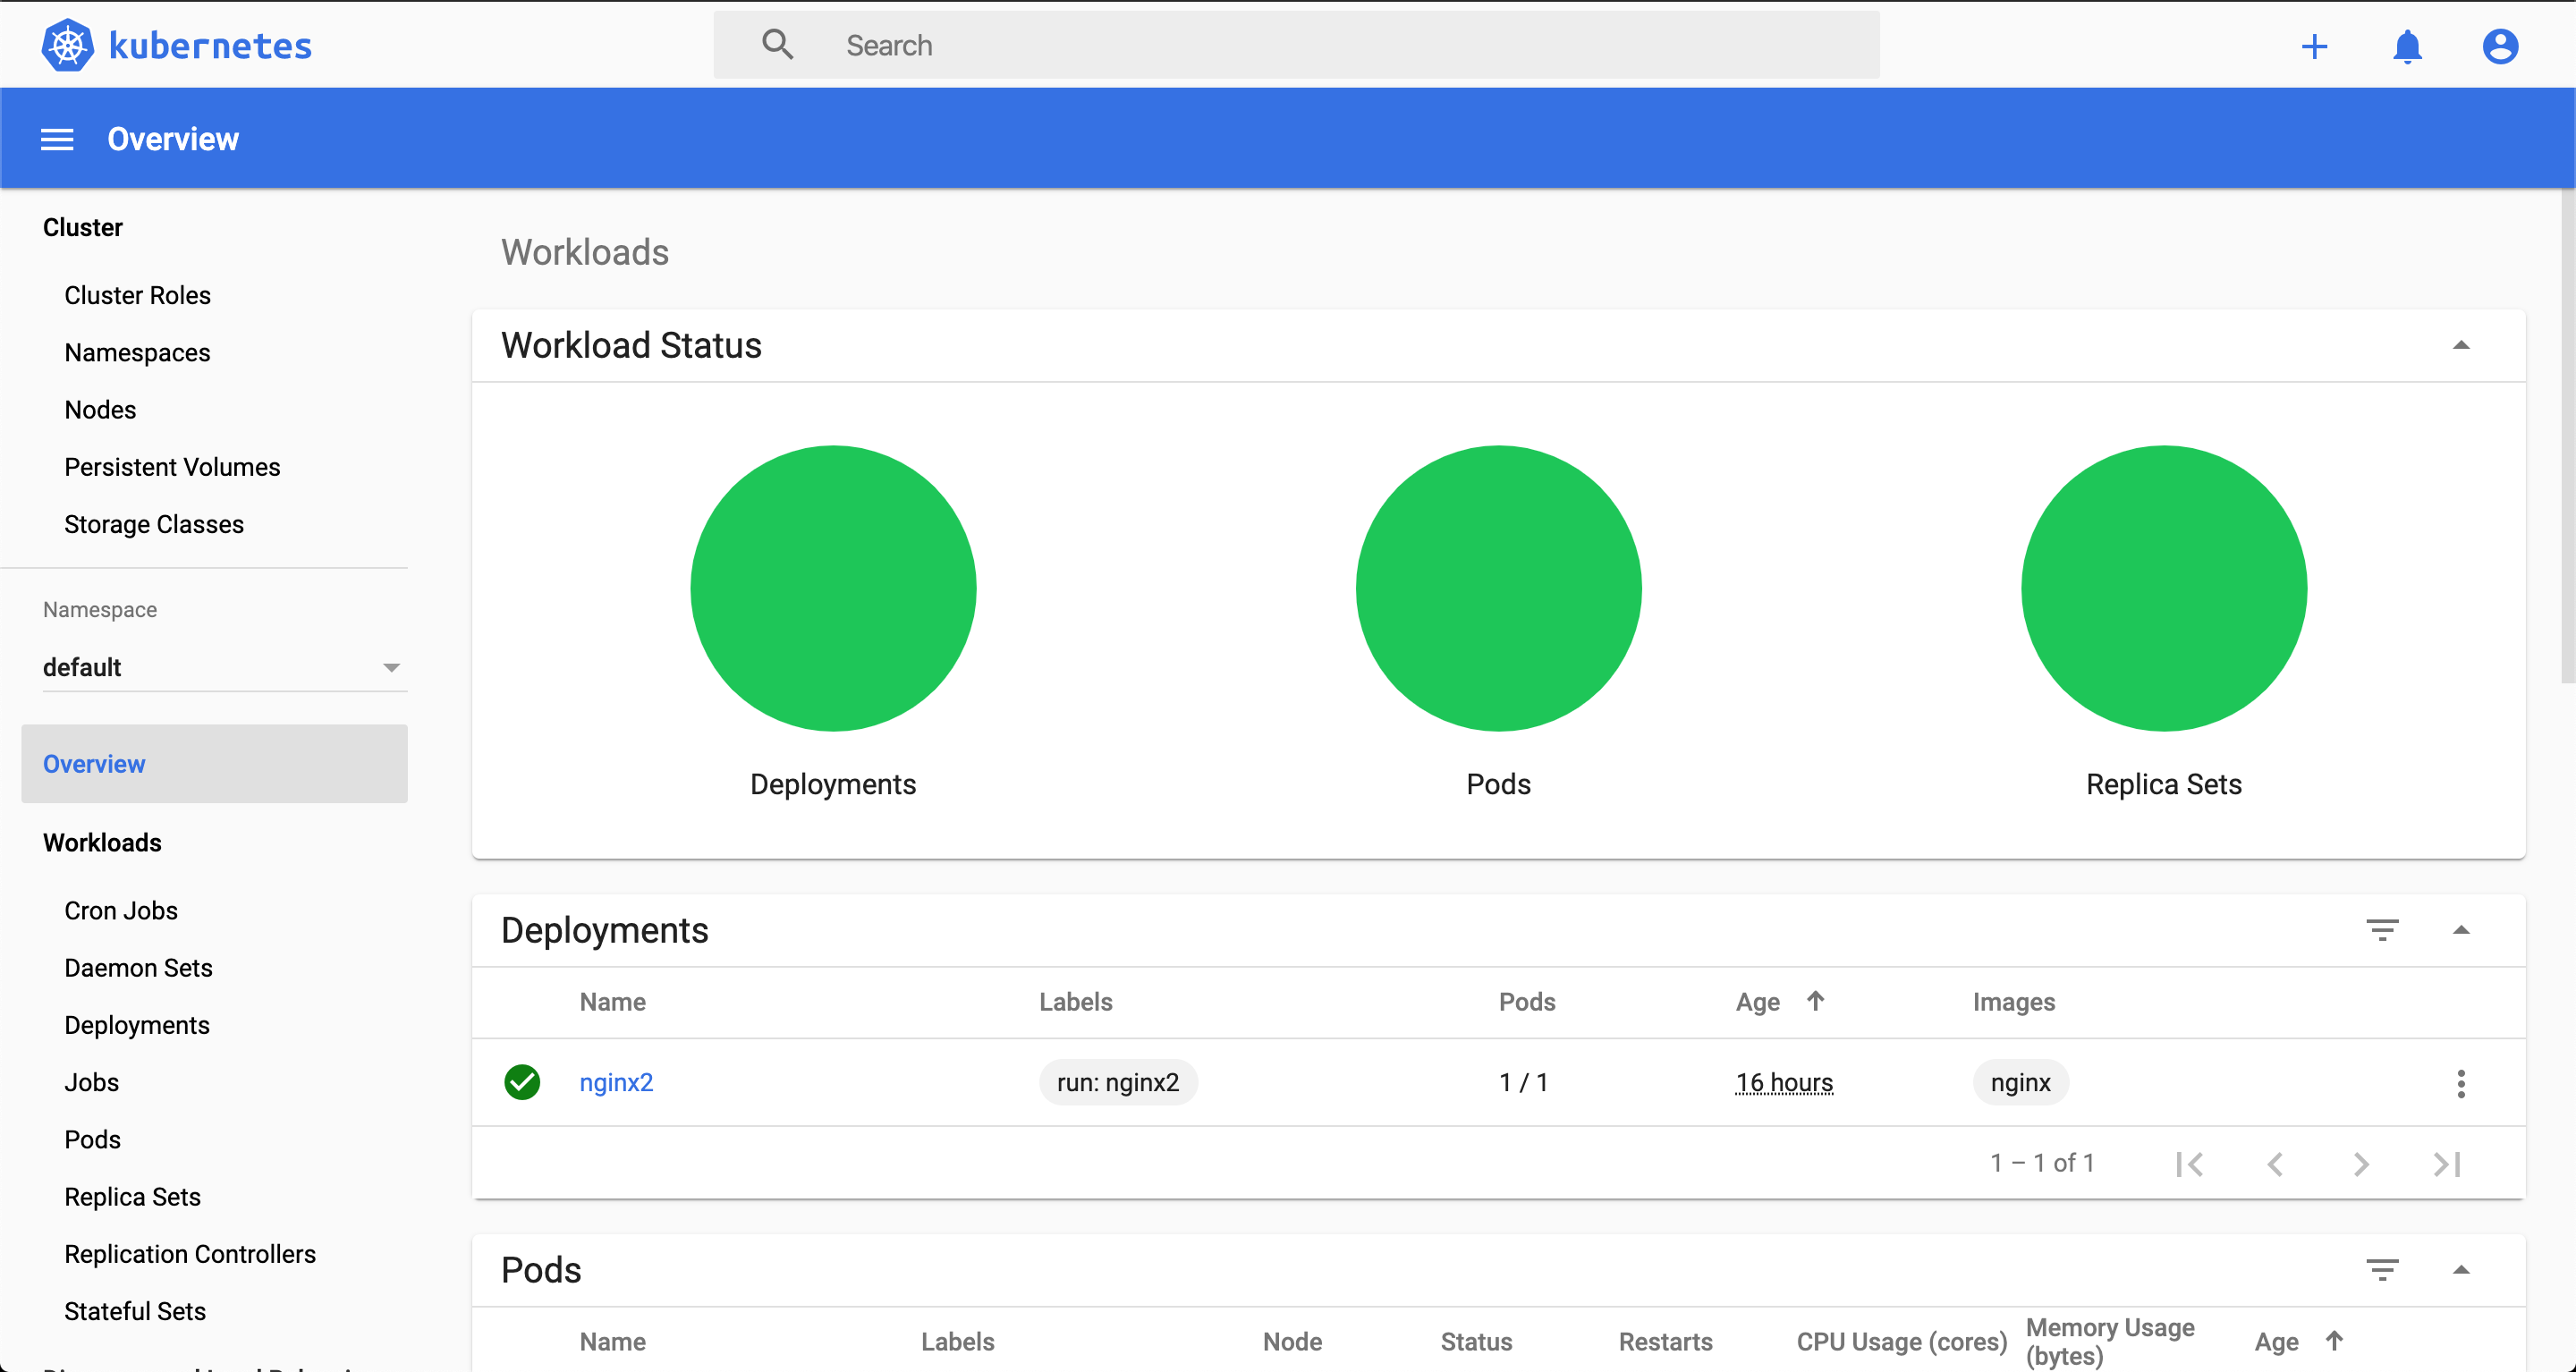 kubernetes
Search
Overview
Cluster
Cluster Roles
Namespaces
Nodes
Persistent Volumes
Storage Classes
Namespace
default
Overview
Workloads
Cron Jobs
Daemon Sets
Deployments
Jobs
Pods
Replica Sets
Replication Controllers
Stateful Sets
Workloads
Workload Status
Deployments
Pods
Replica Sets
Deployments
Name Labels Pods Age Images
nginx2 run: nginx2 1 / 1 16 hours nginx
1 – 1 of 1
Pods
Name Labels Node Status Restarts CPU Usage (cores) Memory Usage (bytes) Age